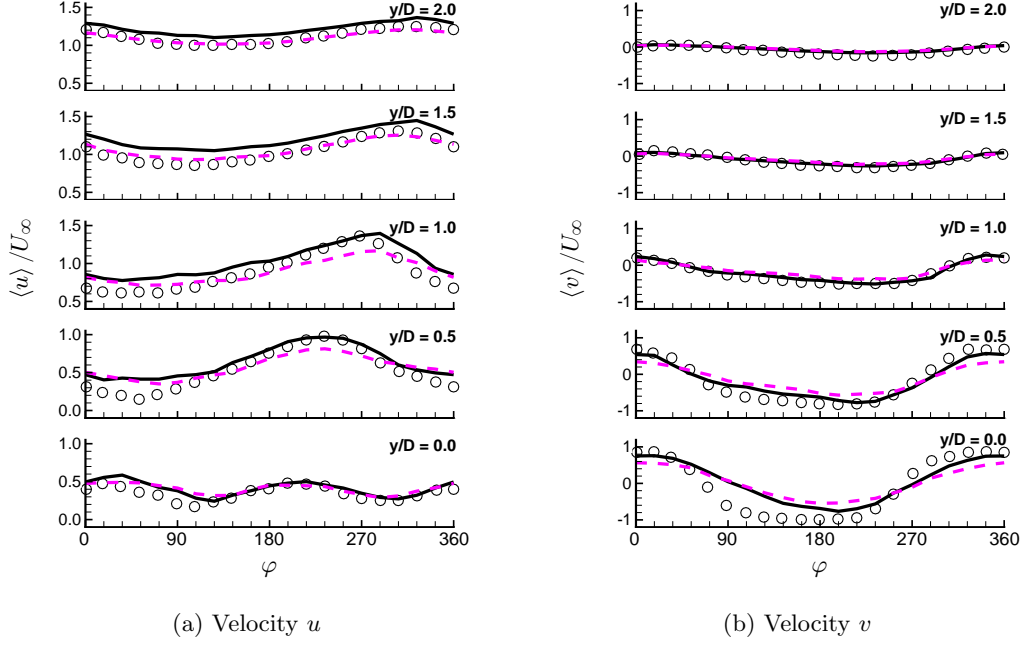 1.5
y/D = 2.0
1.0
0.5
1.5
y/D = 1.5
1.0
0.5
1.5
y/D = 1.0
1.0
0.5
1.0
y/D = 0.5
0.5
0.0
1.0
y/D = 0.0
0.5
0.0
0 90 180 270 360
⟨u⟩ /U∞
φ
(a) Velocity u
1
y/D = 2.0
0
-1
1
y/D = 1.5
0
-1
1
y/D = 1.0
0
-1
1
y/D = 0.5
0
-1
1
y/D = 0.0
0
-1
0 90 180 270 360
⟨v⟩ /U∞
φ
(b) Velocity v